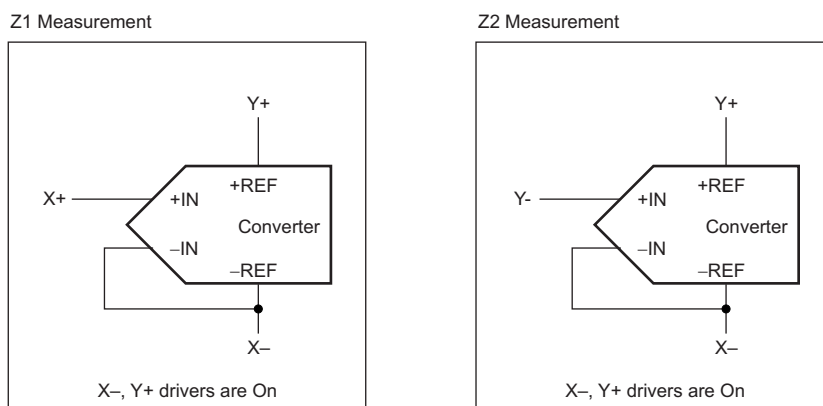 Z1 Measurement
Y+
X+
+REF
+IN
Converter
–IN
–REF
X–
X–, Y+ drivers are On
Z2 Measurement
Y+
Y-
+REF
+IN
Converter
–IN
–REF
X–
X–, Y+ drivers are On